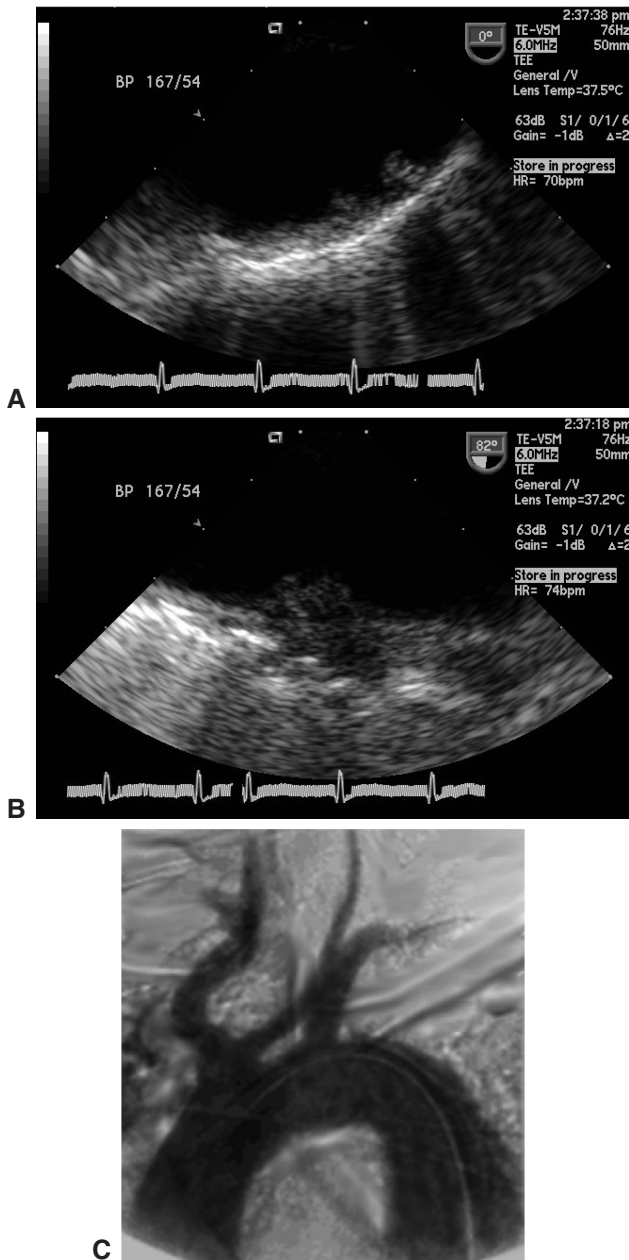 2:37:38 pm
0°
TE-V5M 76Hz
6.0MHz 50mm
TEE
General /V
Lens Temp=37.5°C
BP 167/54
63dB S1/ 0/1/6
Gain= -1dB Δ=2
Store in progress
HR= 70bpm
A
2:37:18 pm
82°
TE-V5M 76Hz
6.0MHz 50mm
TEE
General /V
Lens Temp=37.2°C
BP 167/54
63dB S1/ 0/1/6
Gain= -1dB Δ=2
Store in progress
HR= 74bpm
B
C